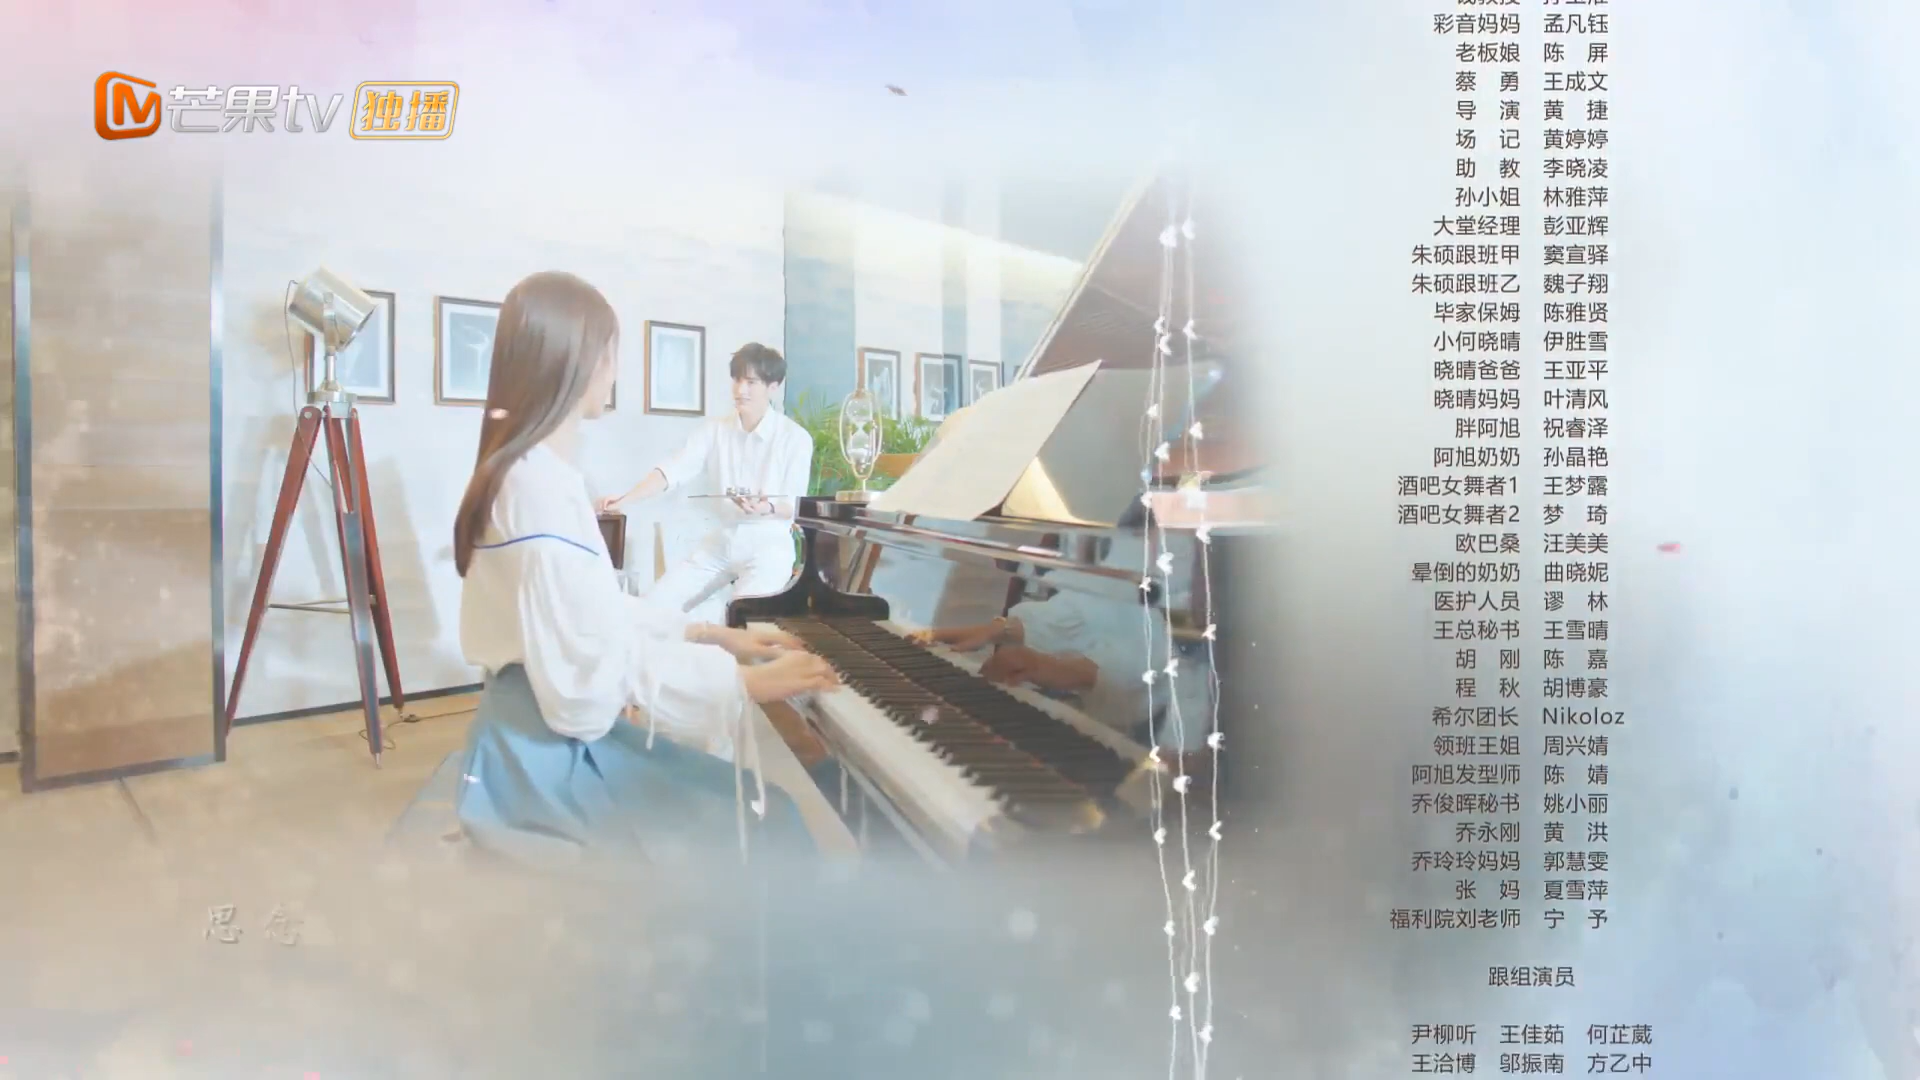 芒果tv 独播
彩音妈妈 孟凡钰
老板娘 陈 屏
蔡 勇 王成文
导 演 黄 捷
场 记 黄婷婷
助 教 李晓凌
孙小姐 林雅萍
大堂经理 彭亚辉
朱硕跟班甲 窦宣驿
朱硕跟班乙 魏子翔
毕家保姆 陈雅贤
小何晓晴 伊胜雪
晓晴爸爸 王亚平
晓晴妈妈 叶清风
胖阿旭 祝睿泽
阿旭奶奶 孙晶艳
酒吧女舞者1 王梦露
酒吧女舞者2 梦 琦
欧巴桑 汪美美
晕倒的奶奶 曲晓妮
医护人员 谬 林
王总秘书 王雪晴
胡 刚 陈 嘉
程 秋 胡博豪
希尔团长 Nikoloz
领班王姐 周兴婧
阿旭发型师 陈 婧
乔俊晖秘书 姚小丽
乔永刚 黄 洪
乔玲玲妈妈 郭慧雯
张 妈 夏雪萍
福利院刘老师 宁 予
跟组演员
尹柳听 王佳茹 何芷葳
王洽博 邬振南 方乙中
思念